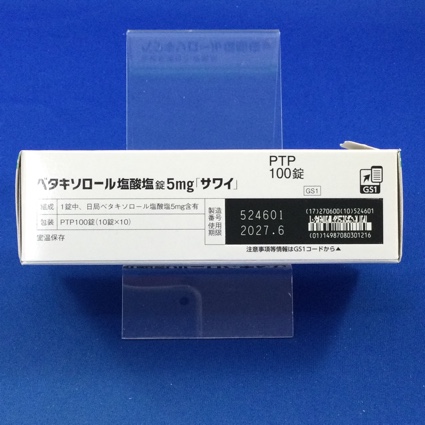 PTP
100錠
ベタキソロール塩酸塩錠5mg「サワイ」
GS1
GS1
組成 1錠中、日局ベタキソロール塩酸塩5mg含有
包装 PTP100錠(10錠×10)
室温保存
製造番号 524601
使用期限 2027.6
(17)270600(10)524601
(01)14987080301216
注意事項等情報はGS1コードから▲